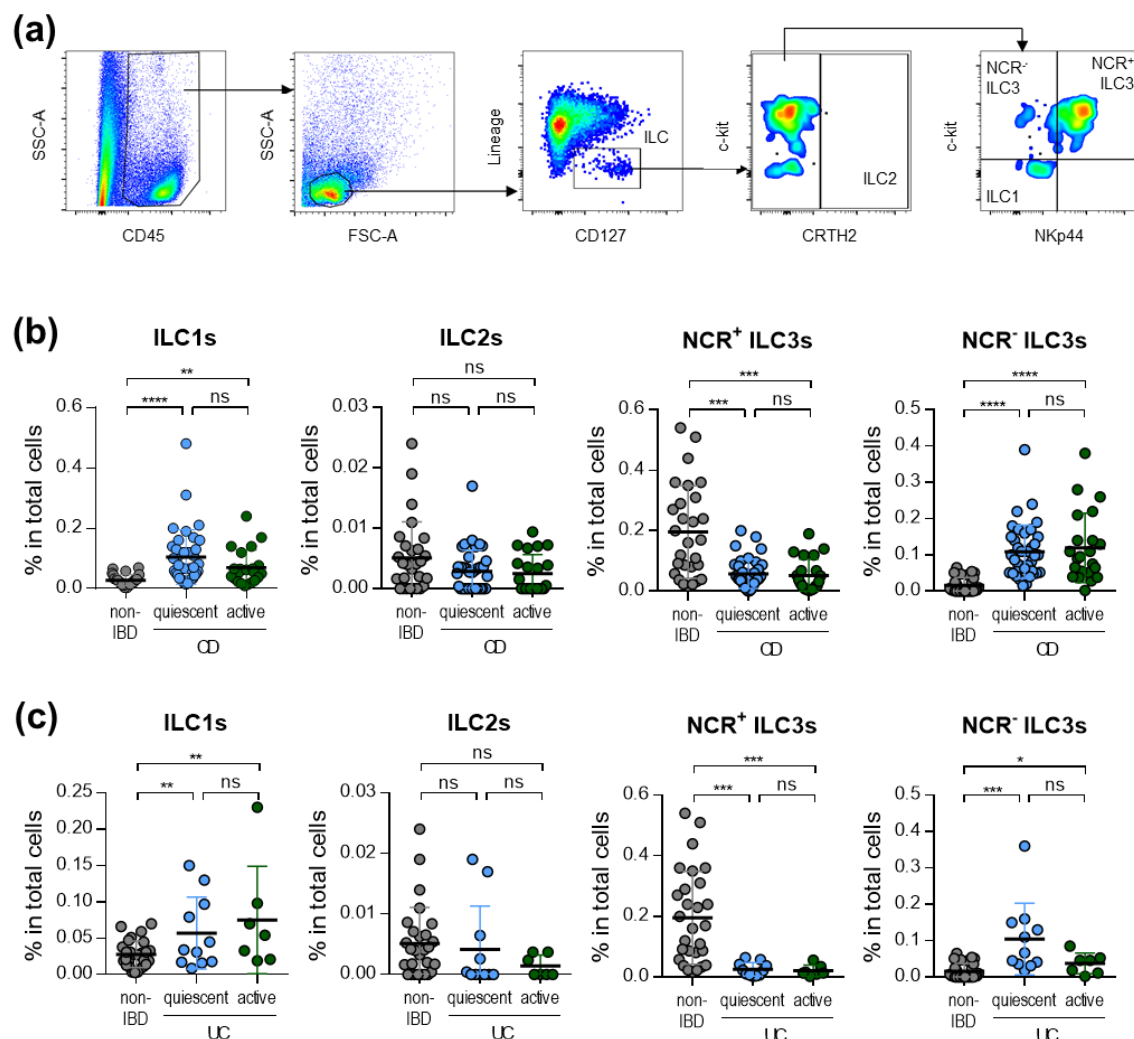 (a)
SSC-A
CD45
SSC-A
FSC-A
Lineage
ILC
CD127
c-kit
ILC2
CRTH2
NCR⁻
ILC3
NCR⁺
ILC3
c-kit
ILC1
NKp44
(b)
ILC1s
**
**** ns
% in total cells
0.6
0.4
0.2
0.0
non-
IBD
quiescent active
CD
ILC2s
ns
ns ns
% in total cells
0.03
0.02
0.01
0.00
non-
IBD
quiescent active
CD
NCR⁺ ILC3s
***
*** ns
% in total cells
0.6
0.4
0.2
0.0
non-
IBD
quiescent active
CD
NCR⁻ ILC3s
****
**** ns
% in total cells
0.5
0.4
0.3
0.2
0.1
0.0
non-
IBD
quiescent active
CD
(c)
ILC1s
**
** ns
% in total cells
0.25
0.20
0.15
0.10
0.05
0.00
non-
IBD
quiescent active
UC
ILC2s
ns
ns ns
% in total cells
0.03
0.02
0.01
0.00
non-
IBD
quiescent active
UC
NCR⁺ ILC3s
***
*** ns
% in total cells
0.6
0.4
0.2
0.0
non-
IBD
quiescent active
UC
NCR⁻ ILC3s
*
*** ns
% in total cells
0.5
0.4
0.3
0.2
0.1
0.0
non-
IBD
quiescent active
UC